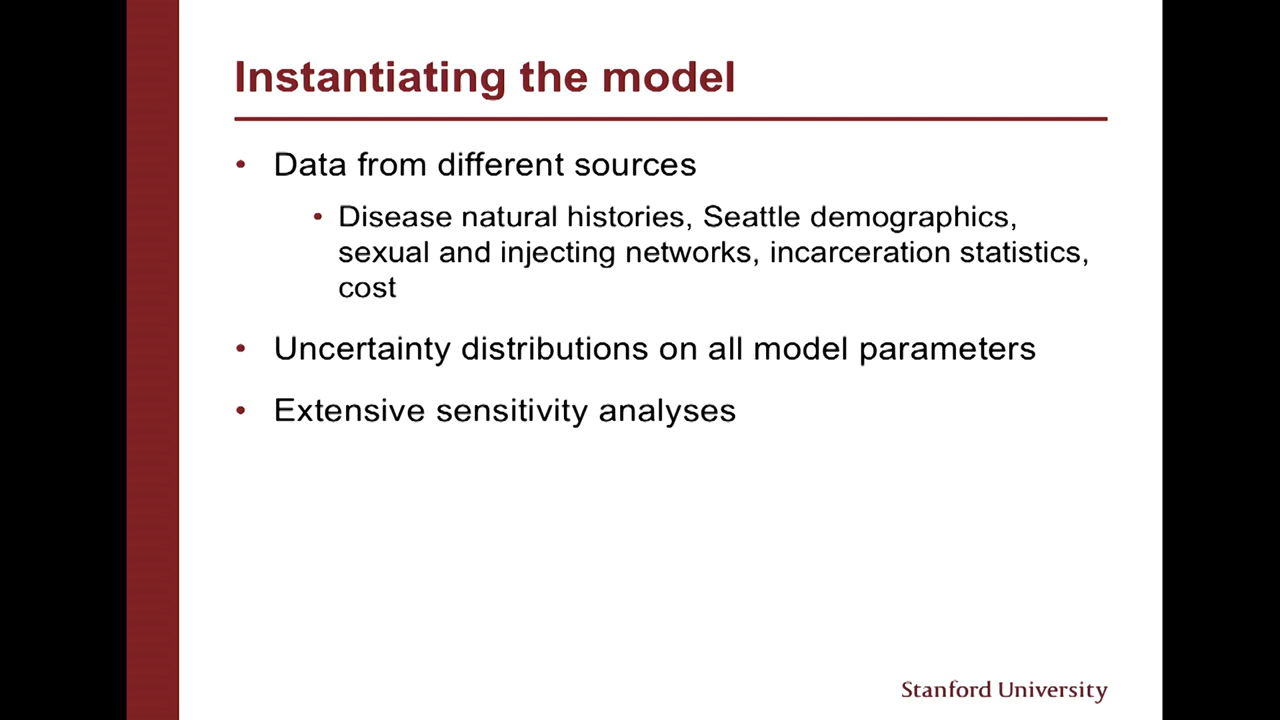 Instantiating the model
• Data from different sources
• Disease natural histories, Seattle demographics,
sexual and injecting networks, incarceration statistics,
cost
• Uncertainty distributions on all model parameters
• Extensive sensitivity analyses
Stanford University